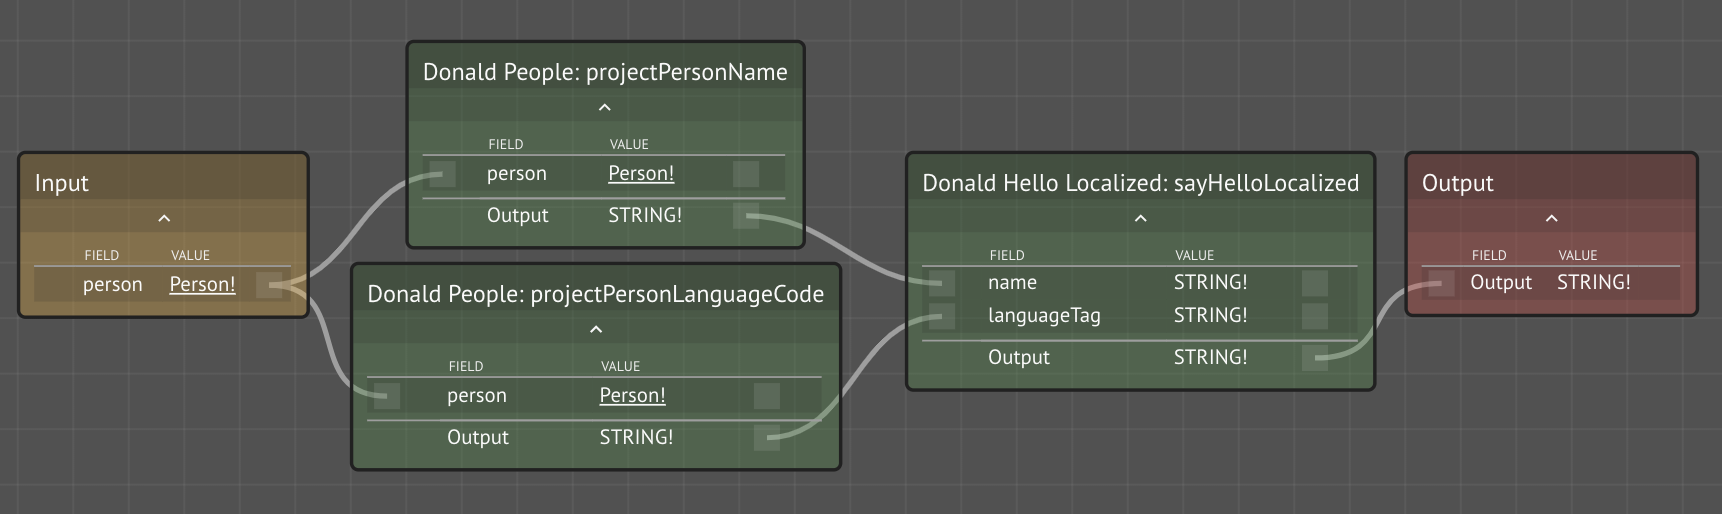 Input
FIELD VALUE
person Person!
Donald People: projectPersonName
FIELD VALUE
person Person!
Output STRING!
Donald People: projectPersonLanguageCode
FIELD VALUE
person Person!
Output STRING!
Donald Hello Localized: sayHelloLocalized
FIELD VALUE
name STRING!
languageTag STRING!
Output STRING!
Output
FIELD VALUE
Output STRING!